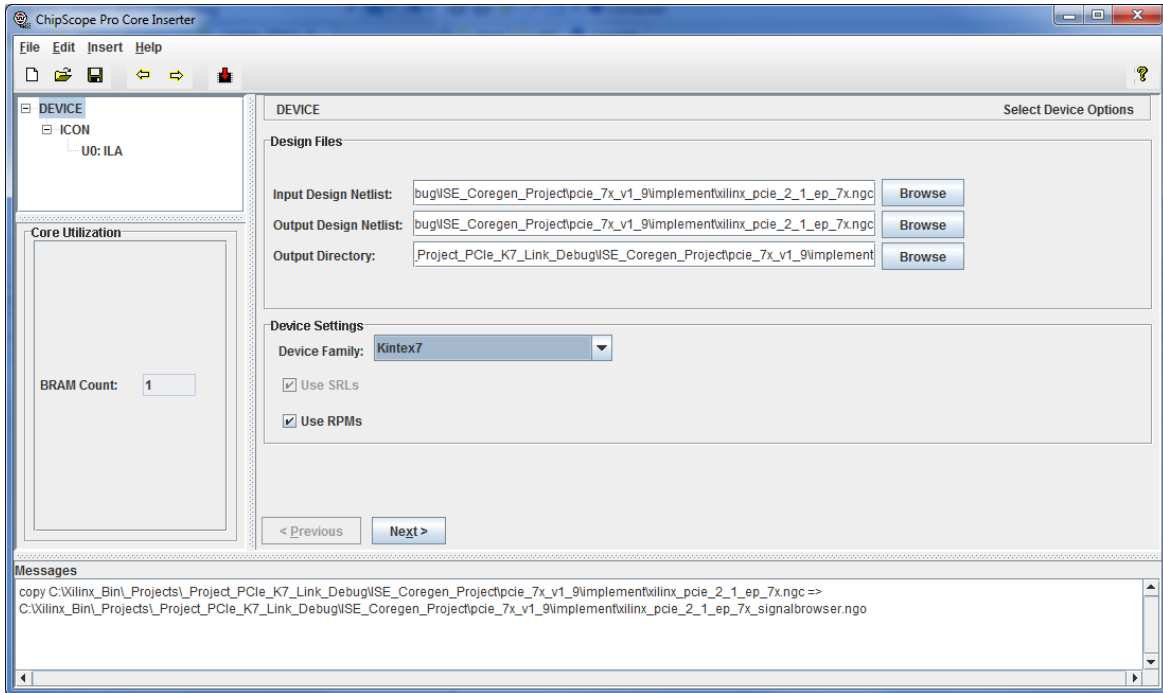 ChipScope Pro Core Inserter
File Edit Insert Help
DEVICE
ICON
U0: ILA
Core Utilization
BRAM Count: 1
DEVICE Select Device Options
Design Files
Input Design Netlist: bug\ISE_Coregen_Project\pcie_7x_v1_9\implement\xilinx_pcie_2_1_ep_7x.ngc Browse
Output Design Netlist: bug\ISE_Coregen_Project\pcie_7x_v1_9\implement\xilinx_pcie_2_1_ep_7x.ngc Browse
Output Directory: _Project_PCIe_K7_Link_Debug\ISE_Coregen_Project\pcie_7x_v1_9\implement Browse
Device Settings
Device Family: Kintex7
Use SRLs
Use RPMs
< Previous Next >
Messages
copy C:\Xilinx_Bin\_Projects\_Project_PCIe_K7_Link_Debug\ISE_Coregen_Project\pcie_7x_v1_9\implement\xilinx_pcie_2_1_ep_7x.ngc =>
C:\Xilinx_Bin\_Projects\_Project_PCIe_K7_Link_Debug\ISE_Coregen_Project\pcie_7x_v1_9\implement\xilinx_pcie_2_1_ep_7x_signalbrowser.ngo